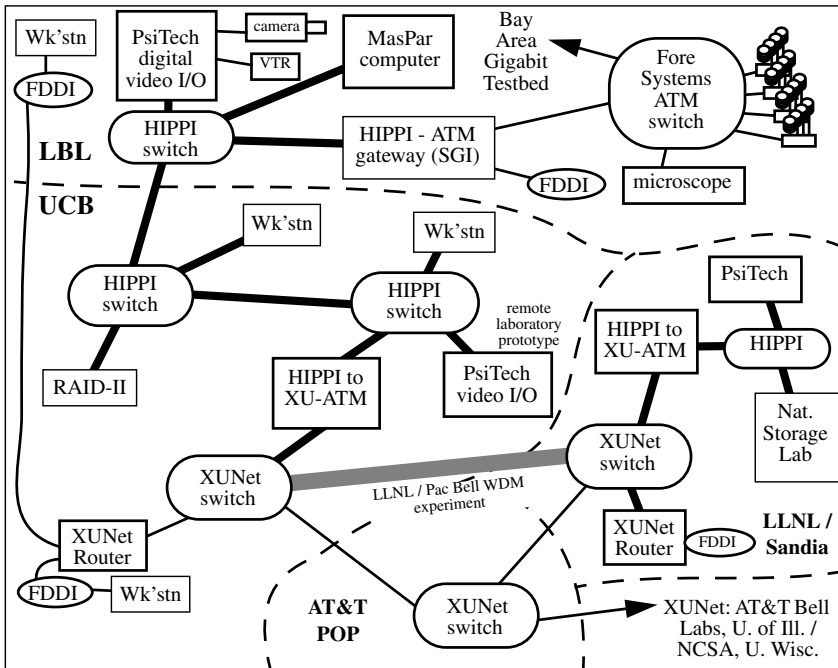 Wk'stn
FDDI
PsiTech
digital
video I/O
camera
VTR
MasPar
computer
Bay
Area
Gigabit
Testbed
Fore
Systems
ATM
switch
HIPPI
switch
HIPPI - ATM
gateway (SGI)
FDDI
microscope
LBL
UCB
Wk'stn
HIPPI
switch
Wk'stn
HIPPI
switch
remote
laboratory
prototype
RAID-II
HIPPI to
XU-ATM
PsiTech
video I/O
PsiTech
HIPPI to
XU-ATM
HIPPI
Nat.
Storage
Lab
XUNet
switch
XUNet
switch
LLNL / Pac Bell WDM
experiment
XUNet
Router
FDDI
Wk'stn
XUNet
Router
FDDI
LLNL /
Sandia
AT&T
POP
XUNet
switch
XUNet: AT&T Bell
Labs, U. of Ill. /
NCSA, U. Wisc.